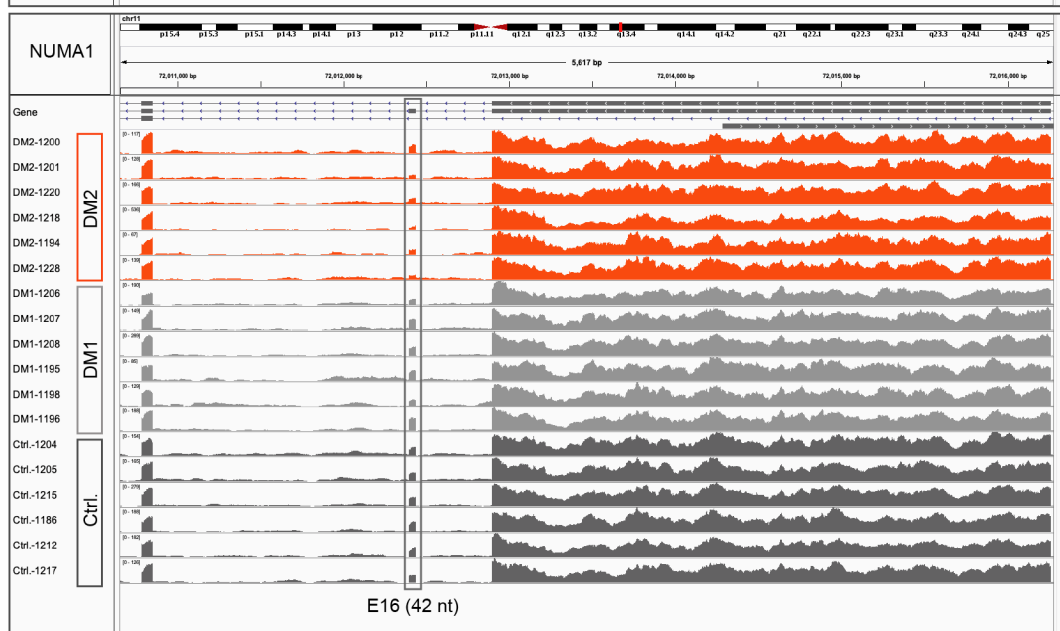 chr11
p15.4 p15.3 p15.1 p14.3 p14.1 p13 p12 p11.2 p11.11 q12.1 q12.3 q13.2 q13.4 q14.1 q14.2 q21 q22.1 q22.3 q23.1 q23.3 q24.1 q24.3 q25
NUMA1
5,617 bp
72,011,000 bp 72,012,000 bp 72,013,000 bp 72,014,000 bp 72,015,000 bp 72,016,000 bp
Gene
DM2
DM2-1200
DM2-1201
DM2-1220
DM2-1218
DM2-1194
DM2-1228
DM1
DM1-1206
DM1-1207
DM1-1208
DM1-1195
DM1-1198
DM1-1196
Ctrl.
Ctrl.-1204
Ctrl.-1205
Ctrl.-1215
Ctrl.-1186
Ctrl.-1212
Ctrl.-1217
E16 (42 nt)